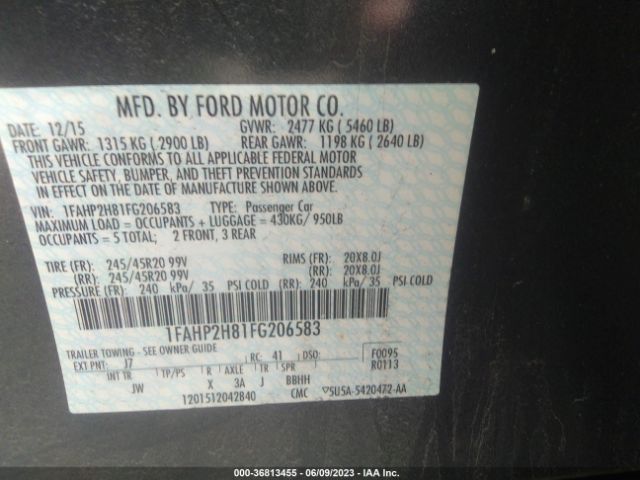 MFD. BY FORD MOTOR CO.
DATE: 12/15 GVWR: 2477 KG ( 5460 LB)
FRONT GAWR: 1315 KG ( 2900 LB) REAR GAWR: 1198 KG ( 2640 LB)
THIS VEHICLE CONFORMS TO ALL APPLICABLE FEDERAL MOTOR
VEHICLE SAFETY, BUMPER, AND THEFT PREVENTION STANDARDS
IN EFFECT ON THE DATE OF MANUFACTURE SHOWN ABOVE.
VIN: 1FAHP2H81FG206583 TYPE: Passenger Car
MAXIMUM LOAD = OCCUPANTS + LUGGAGE = 430KG/ 950LB
OCCUPANTS = 5 TOTAL; 2 FRONT, 3 REAR
TIRE (FR): 245/45R20 99V RIMS (FR): 20X8.0J
(RR): 245/45R20 99V (RR): 20X8.0J
PRESSURE (FR): 240 kPa/ 35 PSI COLD (RR): 240 kPa/ 35 PSI COLD
1FAHP2H81FG206583
TRAILER TOWING - SEE OWNER GUIDE
EXT PNT: J7 RC: 41 DSO: F0095
INT TR TP/PS R AXLE TR SPR R0113
JW X 3A J BBHH
1201512042840 CMC 5U5A-5420472-AA
000-36813455 - 06/09/2023 - IAA Inc.